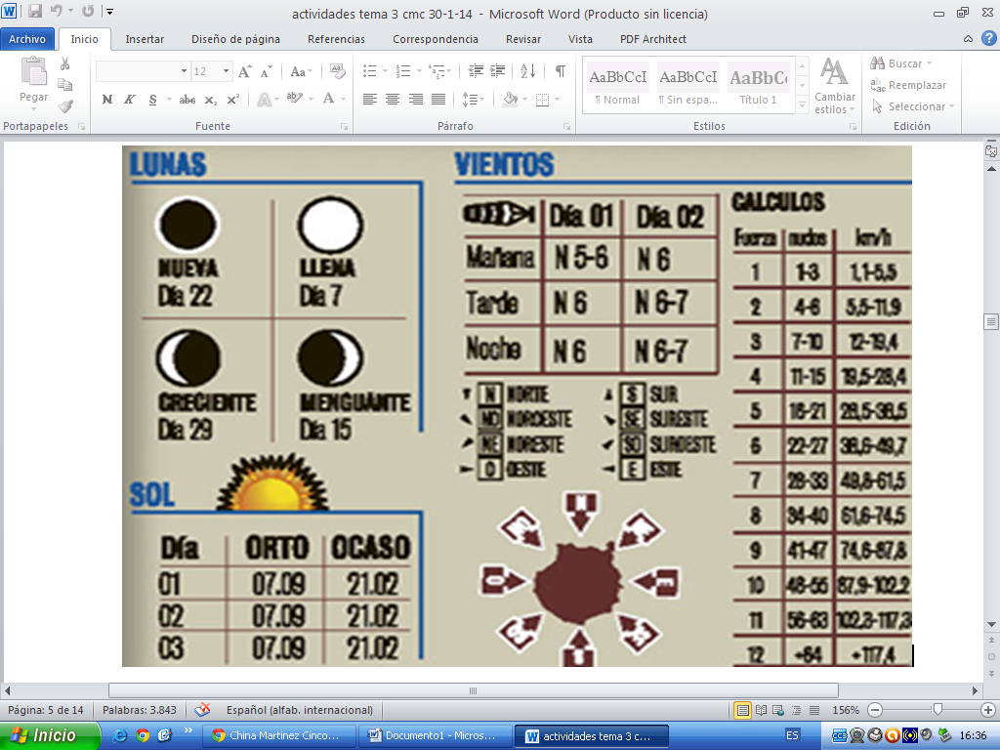 actividades tema 3 cmc 30-1-14 - Microsoft Word (Producto sin licencia)
Archivo Inicio Insertar Diseño de página Referencias Correspondencia Revisar Vista PDF Architect
Pegar
12
Portapapeles Fuente Párrafo Estilos Edición
AaBbCcI AaBbCcI AaBbC
¶ Normal ¶ Sin espa... Título 1
Cambiar estilos
Buscar
Reemplazar
Seleccionar
LUNAS
NUEVA
Día 22
LLENA
Día 7
CRECIENTE
Día 29
MENGUANTE
Día 15
SOL
Día ORTO OCASO
01 07.09 21.02
02 07.09 21.02
03 07.09 21.02
VIENTOS
Día 01 Día 02
Mañana N 5-6 N 6
Tarde N 6 N 6-7
Noche N 6 N 6-7
N NORTE S SUR
NO NOROESTE SE SURESTE
NE NORESTE SO SUROESTE
O OESTE E ESTE
N
O
E
CALCULOS
Fuerza nudos km/h
1 1-3 1,1-5,5
2 4-6 5,5-11,9
3 7-10 12-19,4
4 11-15 19,5-28,4
5 16-21 28,5-38,5
6 22-27 38,6-49,7
7 28-33 49,8-61,5
8 34-40 61,6-74,5
9 41-47 74,6-87,8
10 48-55 87,9-102,2
11 56-63 102,3-117,3
12 +64 +117,4
Página: 5 de 14 Palabras: 3.843 Español (alfab. internacional) 156%
Inicio China Martinez Cinco... Documento1 - Micros... actividades tema 3 c... ES 16:36